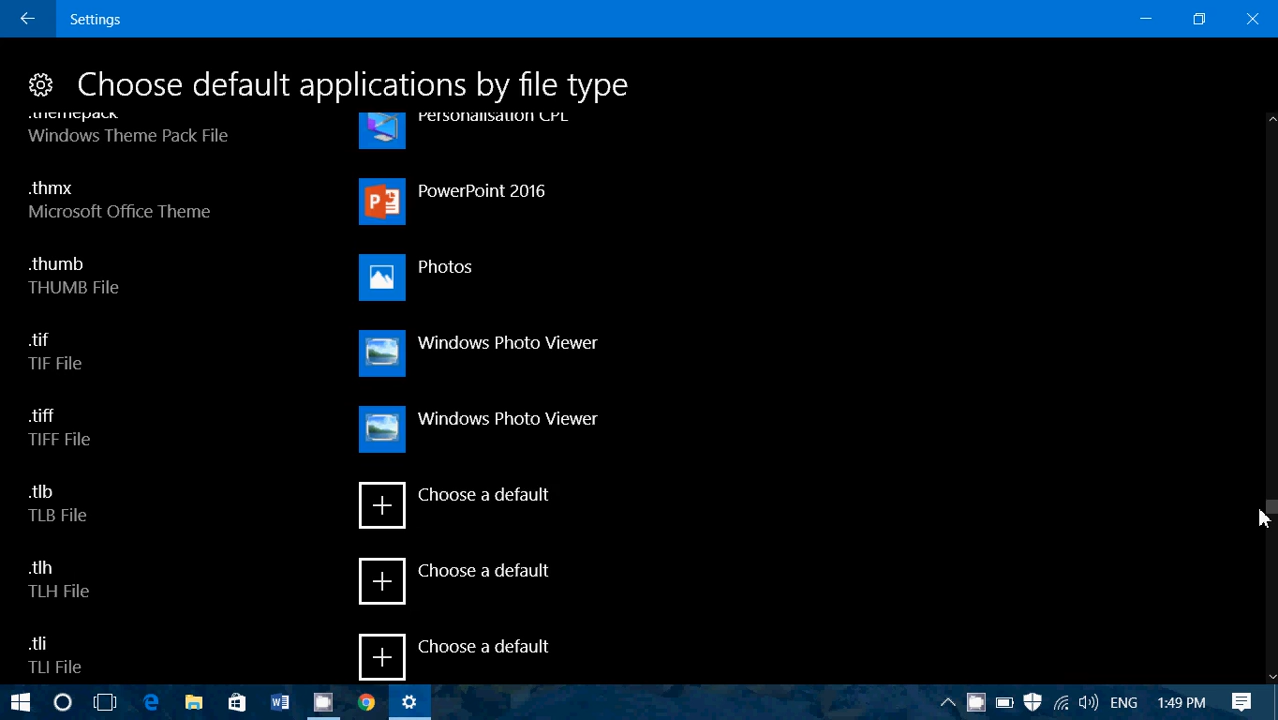 Settings
Choose default applications by file type
.themepack
Personalisation CPL
Windows Theme Pack File
.thmx
PowerPoint 2016
Microsoft Office Theme
.thumb
Photos
THUMB File
.tif
Windows Photo Viewer
TIF File
.tiff
Windows Photo Viewer
TIFF File
.tlb
Choose a default
TLB File
.tlh
Choose a default
TLH File
.tli
Choose a default
TLI File
ENG
1:49 PM